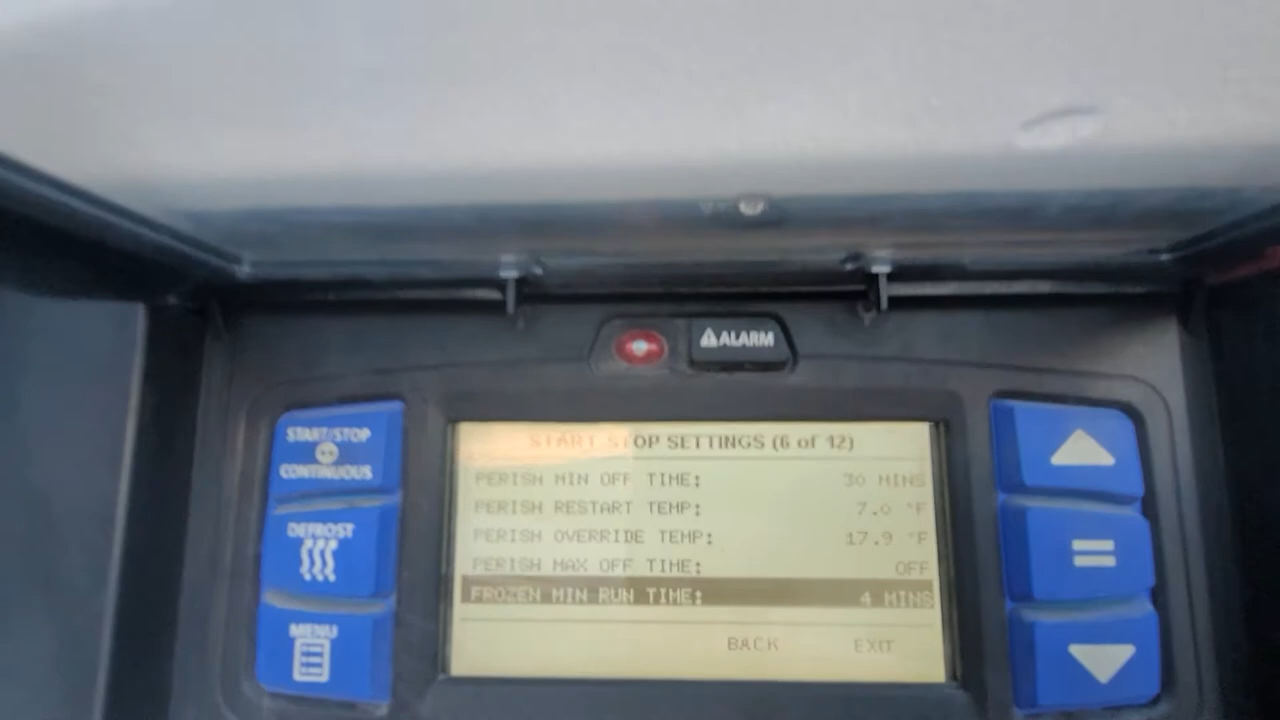 ALARM
START/STOP
CONTINUOUS
DEFROST
MENU
START STOP SETTINGS (6 of 12)
PERISH MIN OFF TIME: 30 MINS
PERISH RESTART TEMP: 7.0 °F
PERISH OVERRIDE TEMP: 17.9 °F
PERISH MAX OFF TIME: OFF
FROZEN MIN RUN TIME: 4 MINS
BACK EXIT